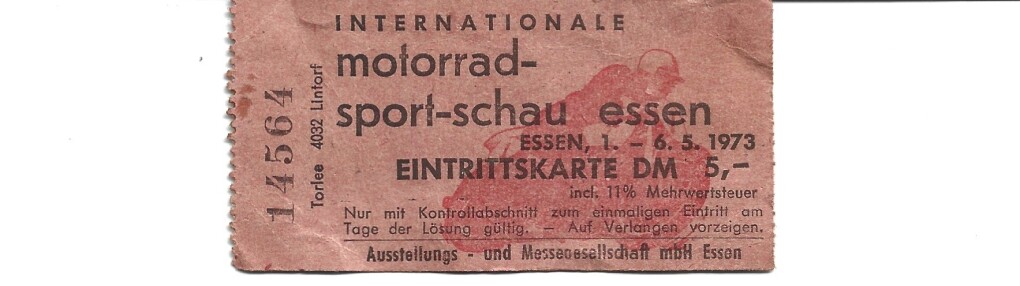 INTERNATIONALE
motorrad-
sport-schau essen
ESSEN, 1. – 6. 5. 1973
EINTRITTSKARTE DM 5,–
incl. 11% Mehrwertsteuer
Nur mit Kontrollabschnitt zum einmaligen Eintritt am
Tage der Lösung gültig. – Auf Verlangen vorzeigen.
Ausstellungs - und Messegesellschaft mbH Essen
14564
Torlee 4032 Lintorf